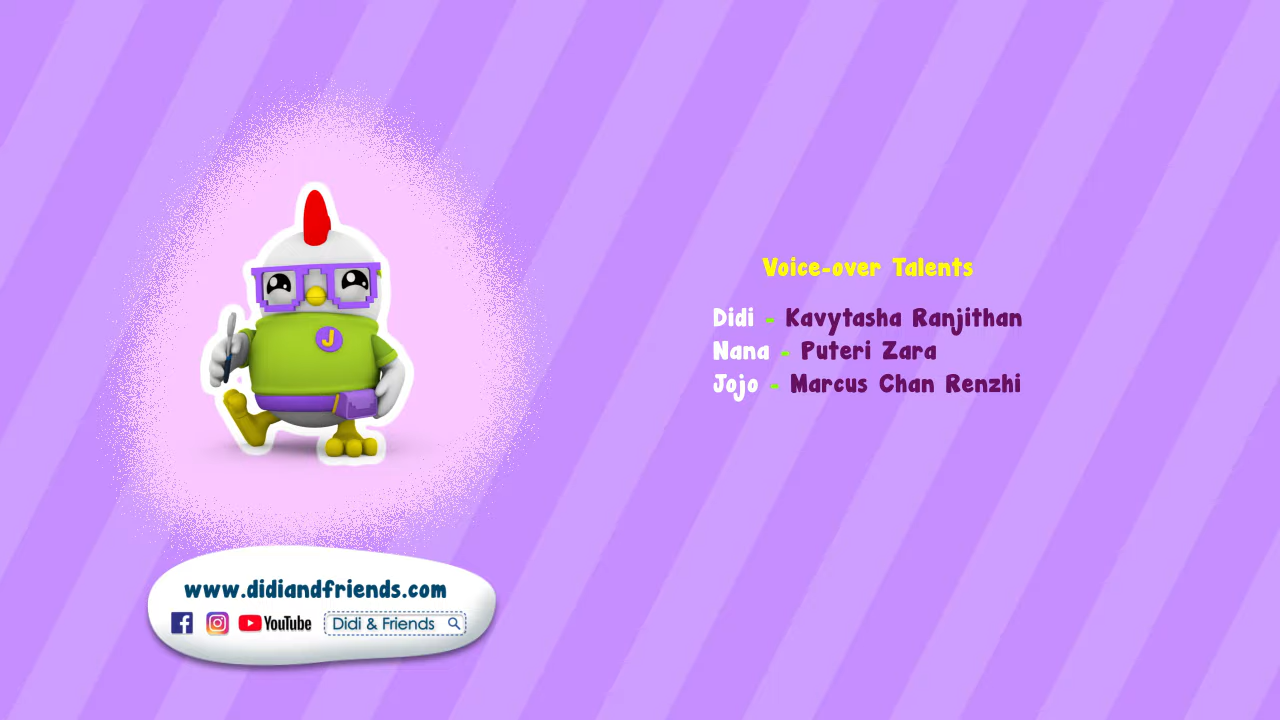 J
Voice-over Talents
Didi - Kavytasha Ranjithan
Nana - Puteri Zara
Jojo - Marcus Chan Renzhi
www.didiandfriends.com
YouTube
Didi & Friends